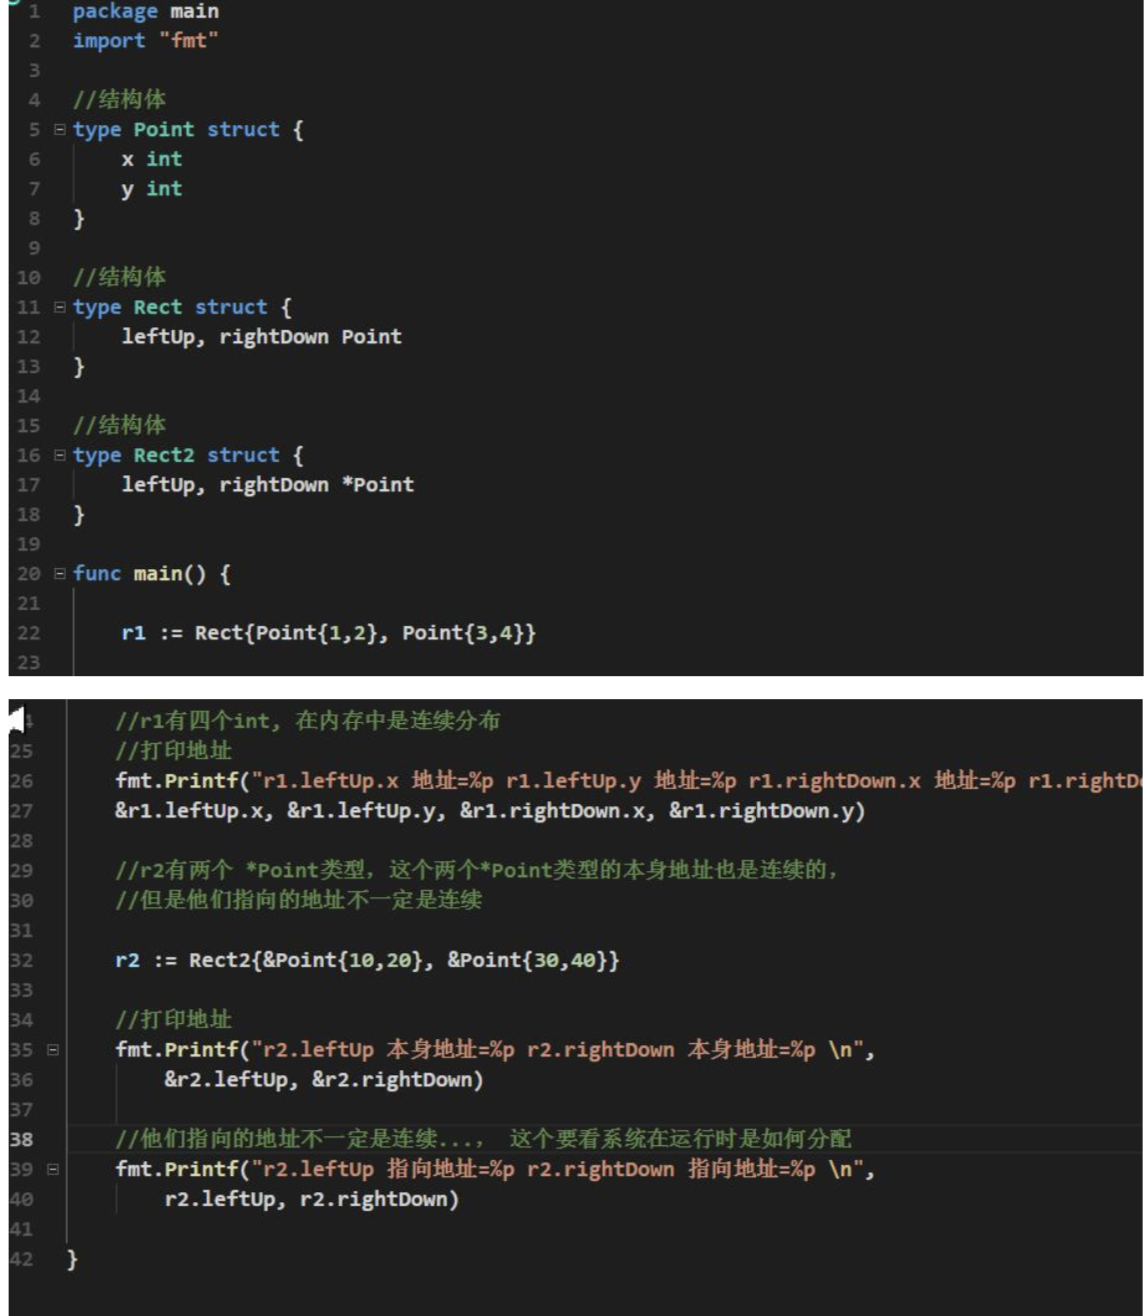 1 package main
2 import "fmt"
3
4 //结构体
5 type Point struct {
6 x int
7 y int
8 }
9
10 //结构体
11 type Rect struct {
12 leftUp, rightDown Point
13 }
14
15 //结构体
16 type Rect2 struct {
17 leftUp, rightDown *Point
18 }
19
20 func main() {
21
22 r1 := Rect{Point{1,2}, Point{3,4}}
23
4 //r1有四个int, 在内存中是连续分布
25 //打印地址
26 fmt.Printf("r1.leftUp.x 地址=%p r1.leftUp.y 地址=%p r1.rightDown.x 地址=%p r1.rightD
27 &r1.leftUp.x, &r1.leftUp.y, &r1.rightDown.x, &r1.rightDown.y)
28
29 //r2有两个 *Point类型，这个两个*Point类型的本身地址也是连续的，
30 //但是他们指向的地址不一定是连续
31
32 r2 := Rect2{&Point{10,20}, &Point{30,40}}
33
34 //打印地址
35 fmt.Printf("r2.leftUp 本身地址=%p r2.rightDown 本身地址=%p \n",
36 &r2.leftUp, &r2.rightDown)
37
38 //他们指向的地址不一定是连续...， 这个要看系统在运行时是如何分配
39 fmt.Printf("r2.leftUp 指向地址=%p r2.rightDown 指向地址=%p \n",
40 r2.leftUp, r2.rightDown)
41
42 }